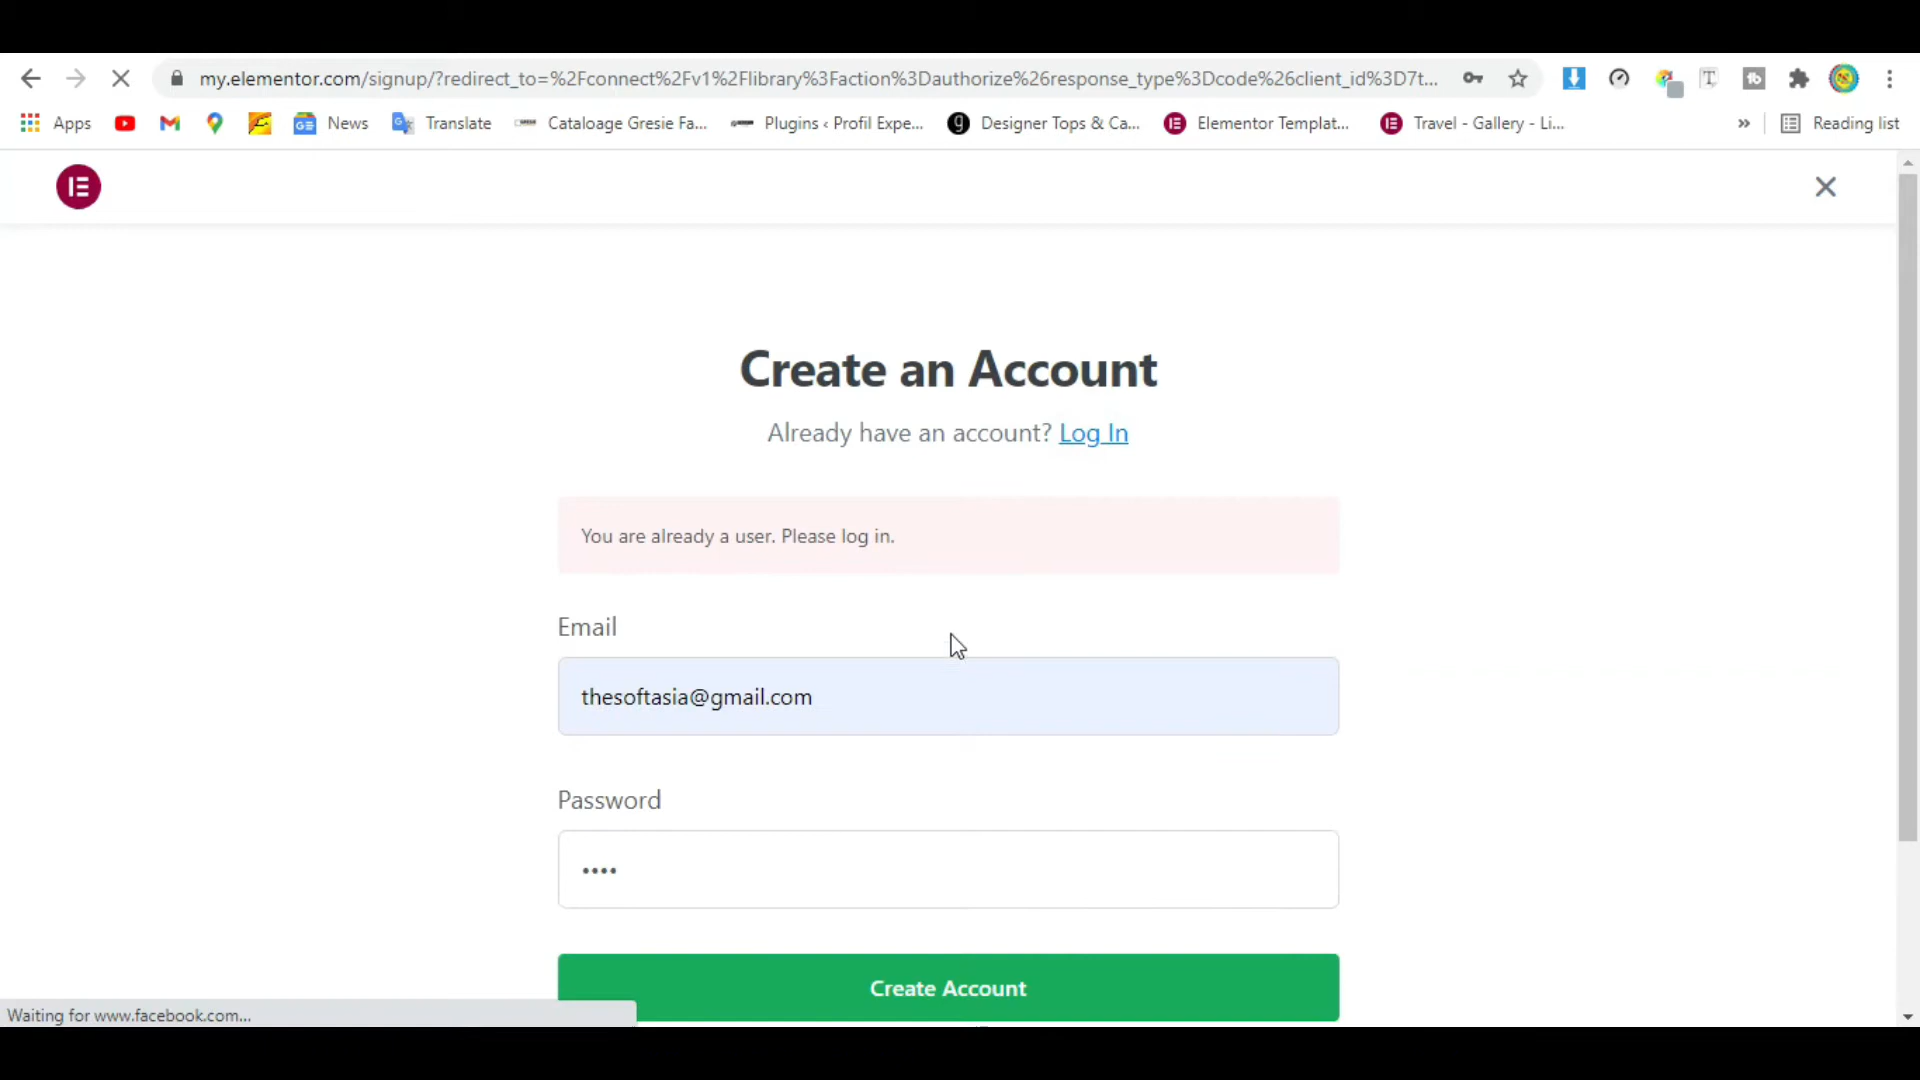 my.elementor.com/signup/?redirect_to=%2Fconnect%2Fv1%2Flibrary%3Faction%3Dauthorize%26response_type%3Dcode%26client_id%3D7t...
Apps News Translate Cataloage Gresie Fa... Plugins ‹ Profil Expe... Designer Tops & Ca... Elementor Templat... Travel - Gallery - Li... » Reading list
Create an Account
Already have an account? Log In
You are already a user. Please log in.
Email
thesoftasia@gmail.com
Password
••••
Create Account
Waiting for www.facebook.com...